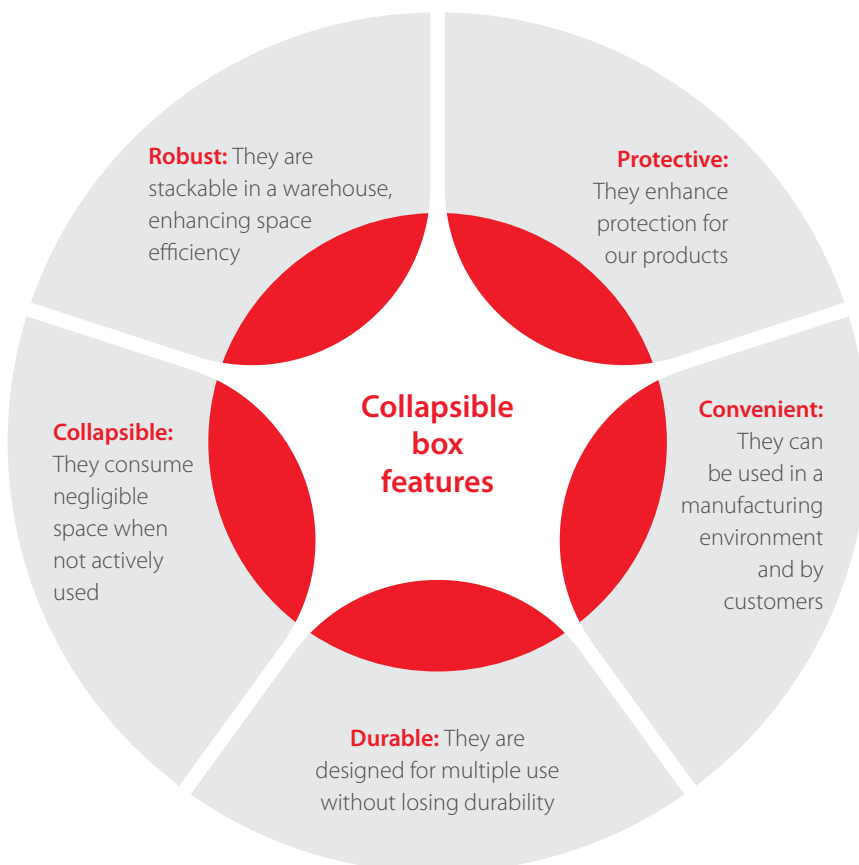 Robust: They are
stackable in a warehouse,
enhancing space
efficiency
Protective:
They enhance
protection for
our products
Collapsible
box
features
Convenient:
They can
be used in a
manufacturing
environment
and by
customers
Collapsible:
They consume
negligible
space when
not actively
used
Durable: They are
designed for multiple use
without losing durability